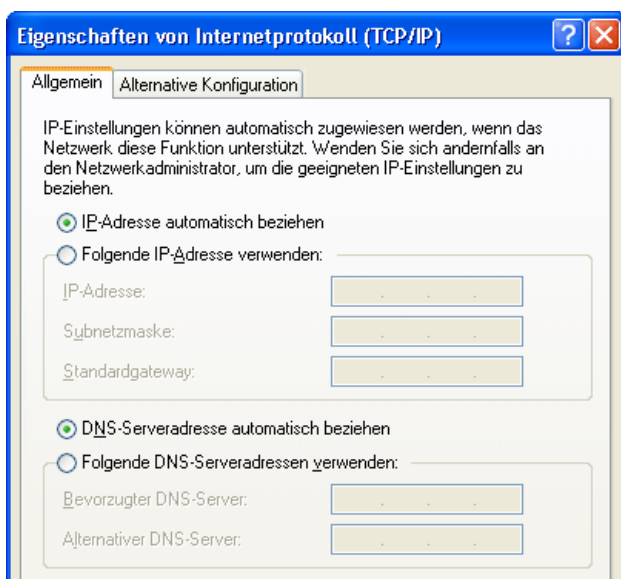 Eigenschaften von Internetprotokoll (TCP/IP)
Allgemein
Alternative Konfiguration
IP-Einstellungen können automatisch zugewiesen werden, wenn das
Netzwerk diese Funktion unterstützt. Wenden Sie sich andernfalls an
den Netzwerkadministrator, um die geeigneten IP-Einstellungen zu
beziehen.
IP-Adresse automatisch beziehen
Folgende IP-Adresse verwenden:
IP-Adresse:
Subnetzmaske:
Standardgateway:
DNS-Serveradresse automatisch beziehen
Folgende DNS-Serveradressen verwenden:
Bevorzugter DNS-Server:
Alternativer DNS-Server: